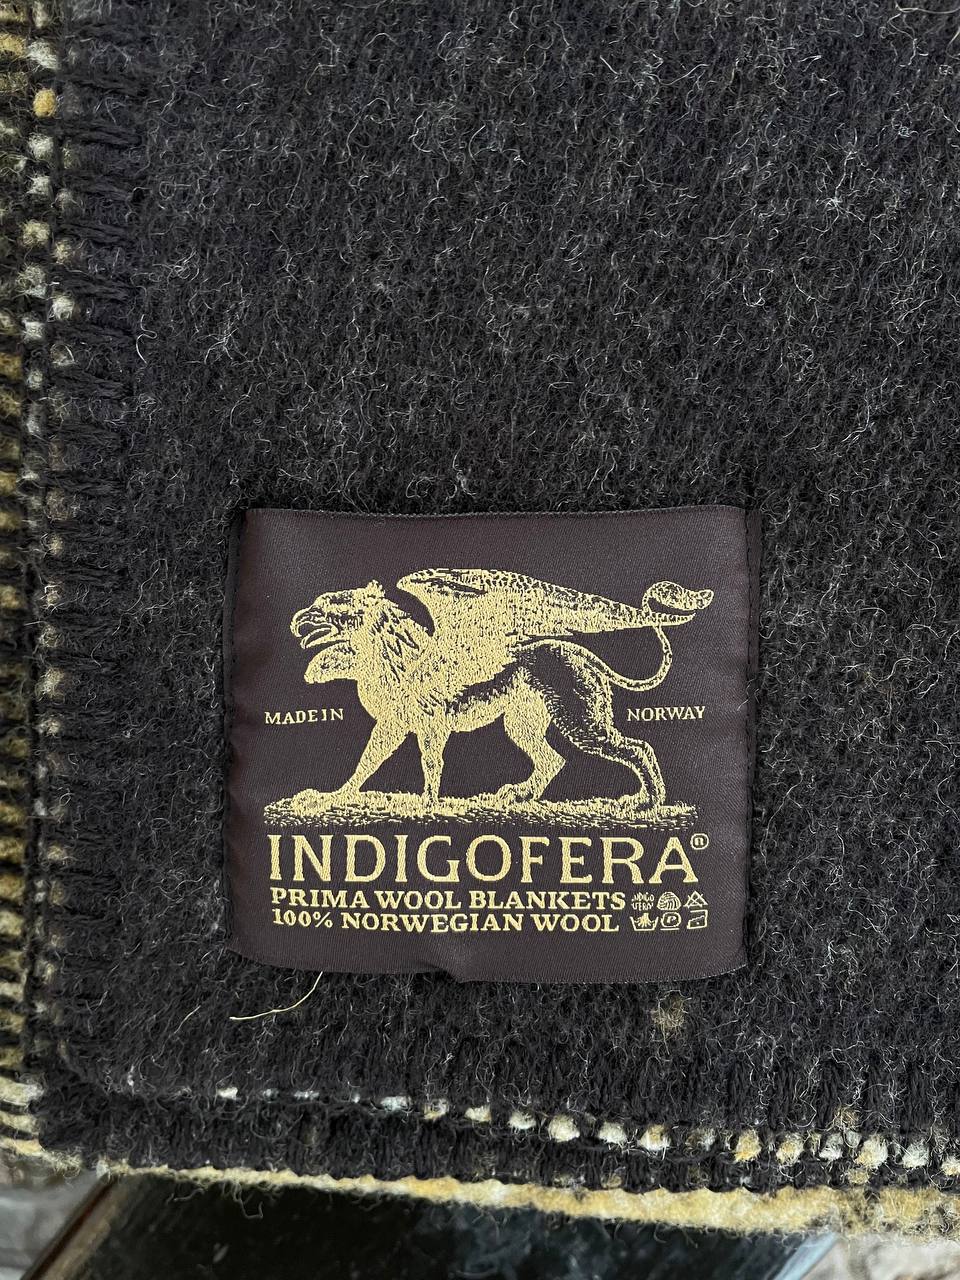 MADE IN NORWAY
INDIGOFERA®
PRIMA WOOL BLANKETS
100% NORWEGIAN WOOL